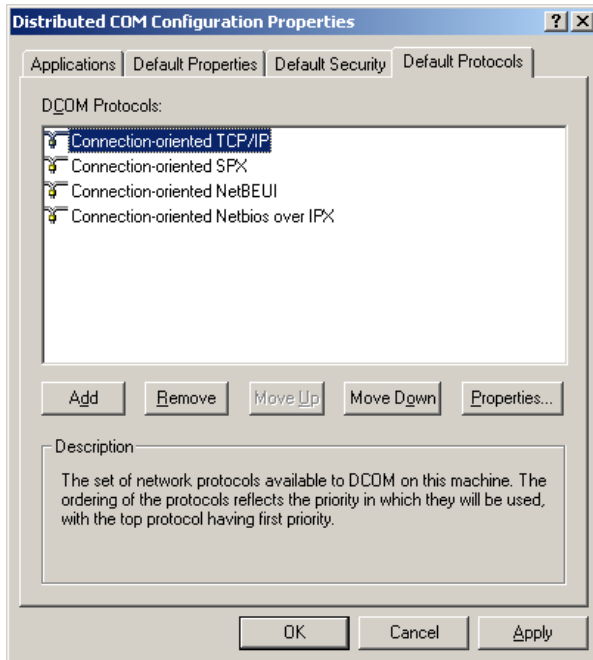 Distributed COM Configuration Properties
Applications Default Properties Default Security Default Protocols
DCOM Protocols:
Connection-oriented TCP/IP
Connection-oriented SPX
Connection-oriented NetBEUI
Connection-oriented Netbios over IPX
Add Remove Move Up Move Down Properties...
Description
The set of network protocols available to DCOM on this machine. The
ordering of the protocols reflects the priority in which they will be used,
with the top protocol having first priority.
OK Cancel Apply